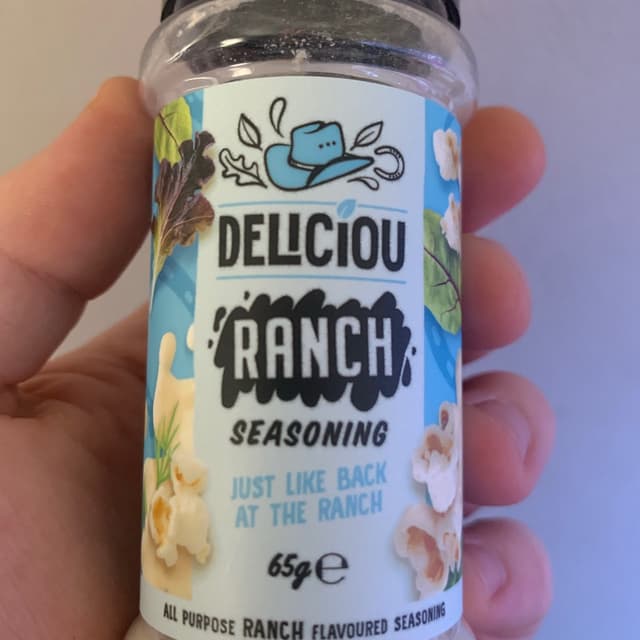 DELICIOU
RANCH
SEASONING
JUST LIKE BACK
AT THE RANCH
65g ℮
ALL PURPOSE RANCH FLAVOURED SEASONING